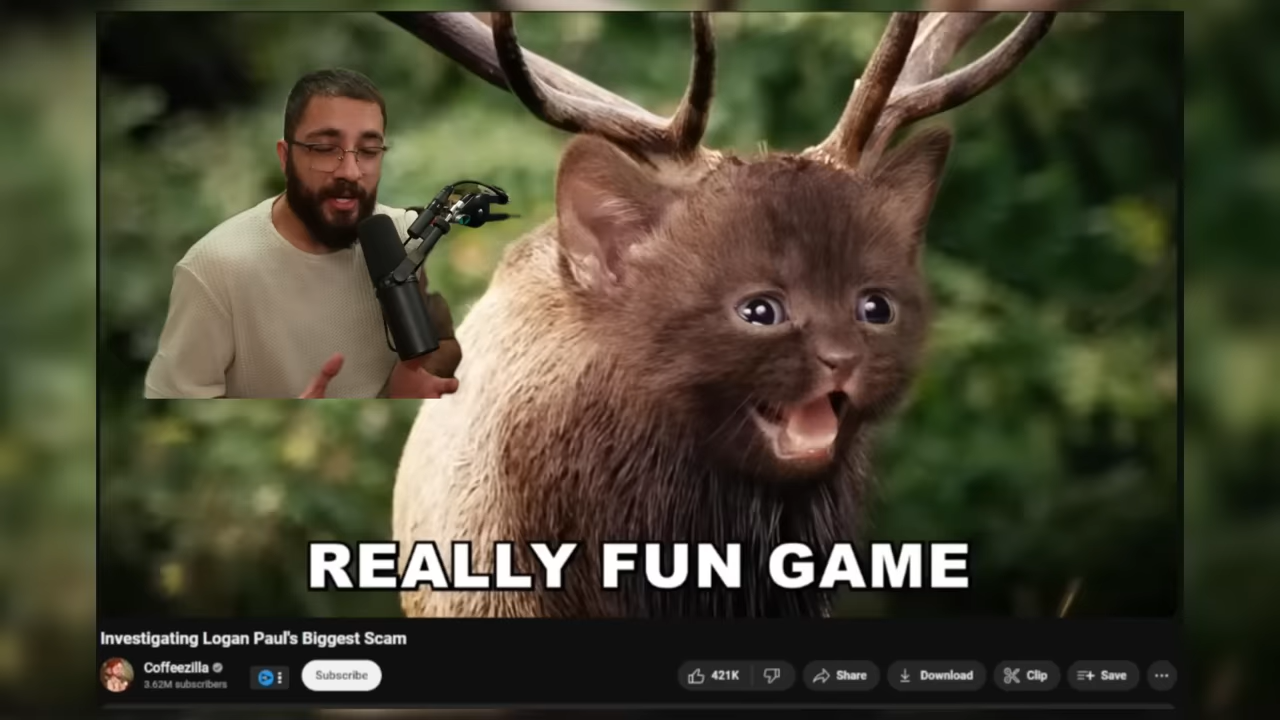 REALLY FUN GAME
Investigating Logan Paul's Biggest Scam
Coffeezilla
3.62M subscribers
Subscribe
421K
Share
Download
Clip
Save